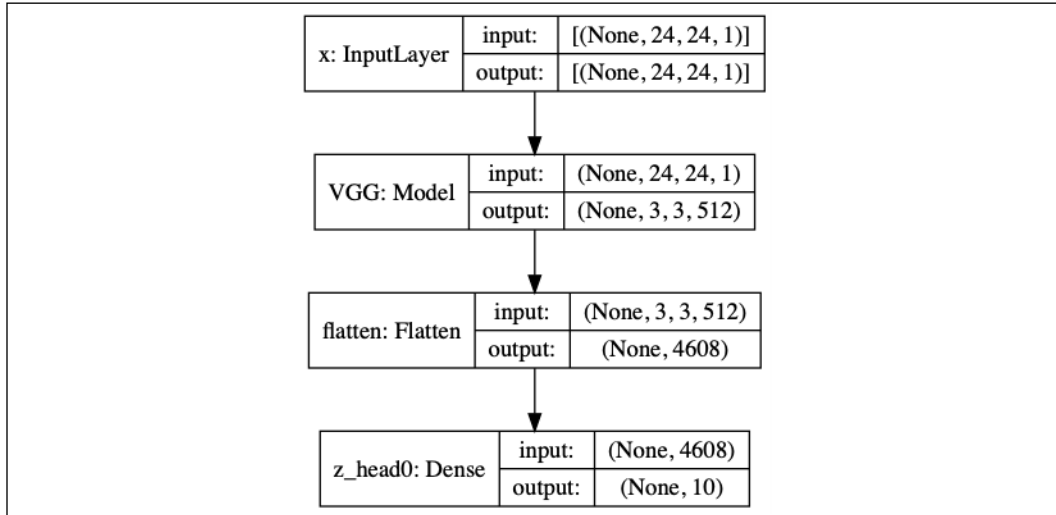 x: InputLayer
input: [(None, 24, 24, 1)]
output: [(None, 24, 24, 1)]
VGG: Model
input: (None, 24, 24, 1)
output: (None, 3, 3, 512)
flatten: Flatten
input: (None, 3, 3, 512)
output: (None, 4608)
z_head0: Dense
input: (None, 4608)
output: (None, 10)